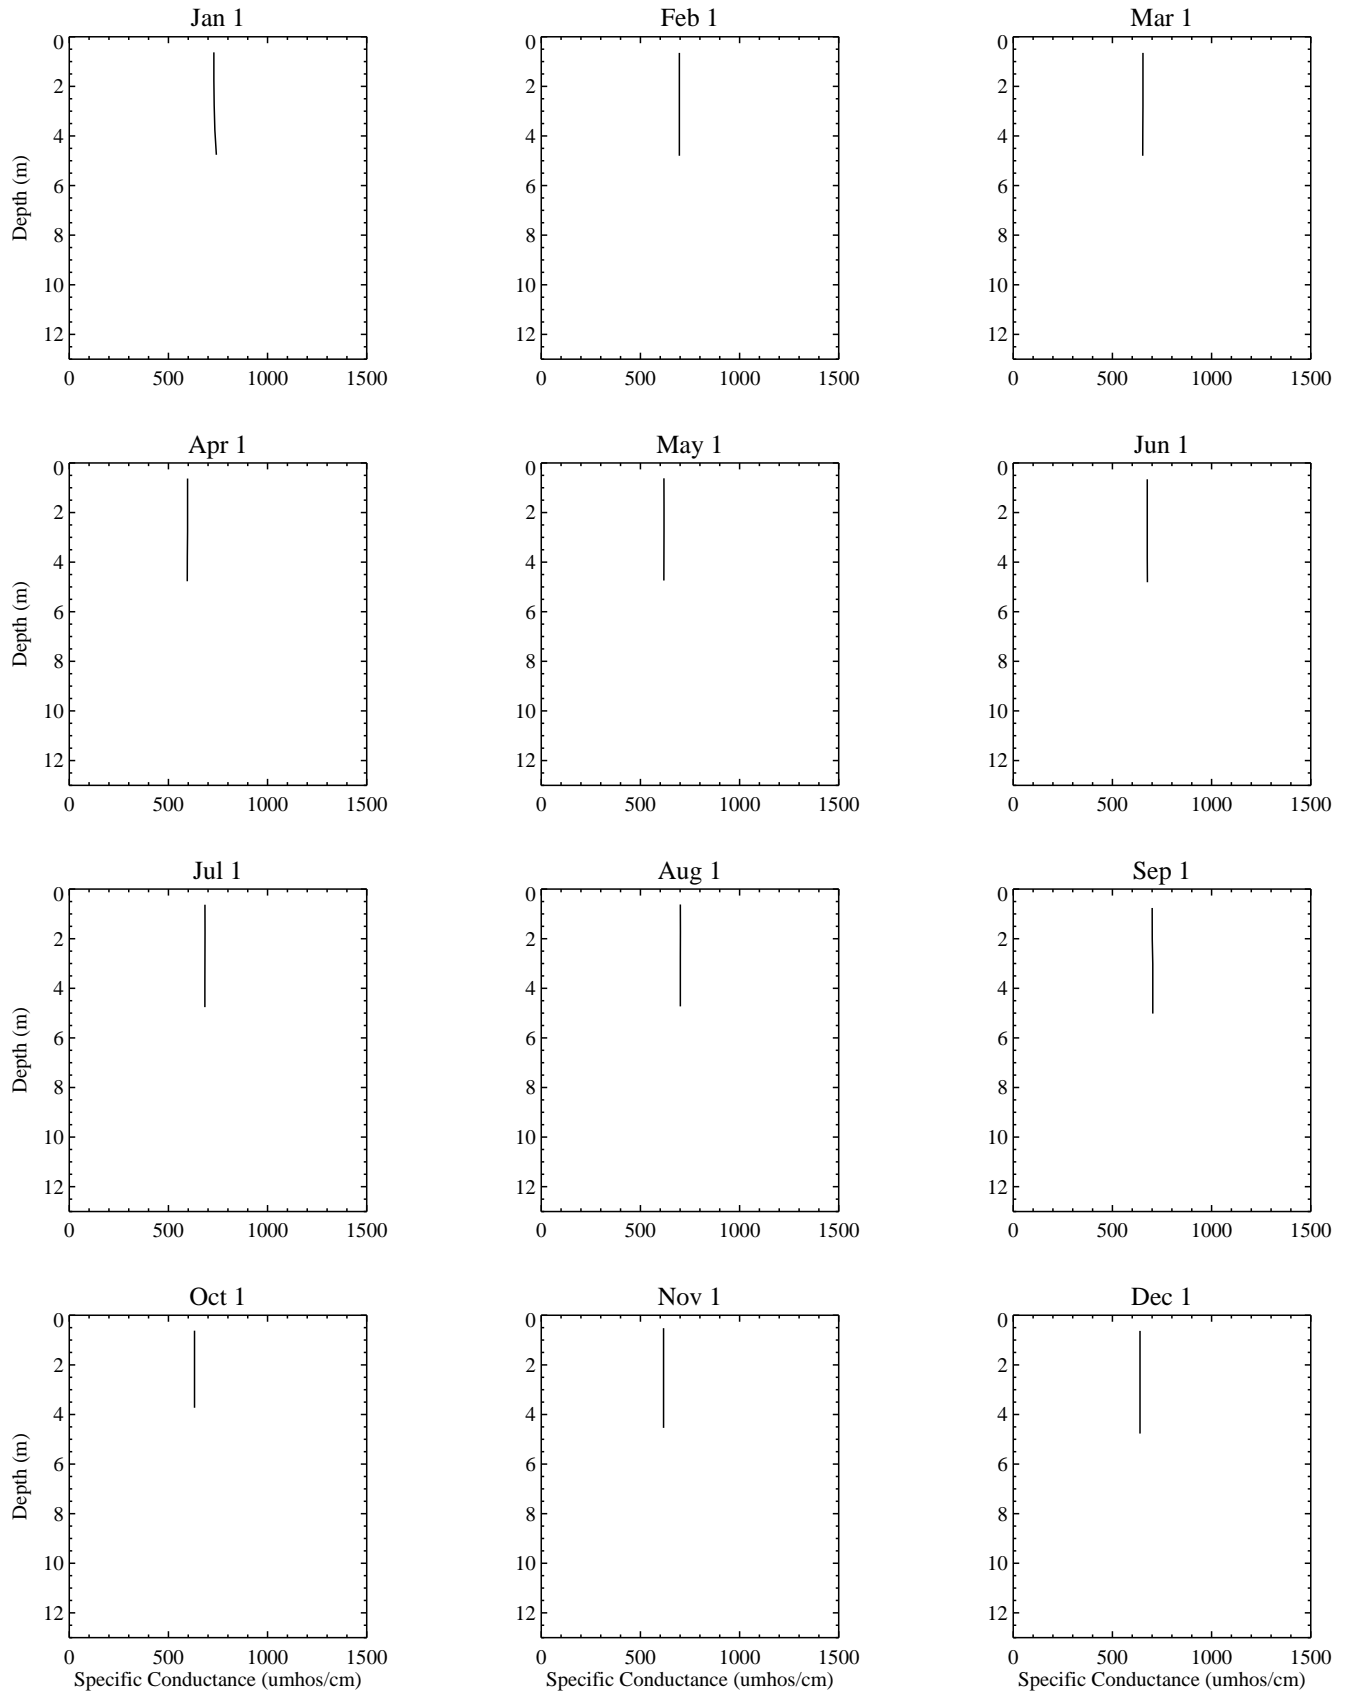 Jan 1 Feb 1 Mar 1
0 0 0
2 2 2
4 4 4
6 6 6
8 8 8
10 10 10
12 12 12
Depth (m)
0 500 1000 1500 0 500 1000 1500 0 500 1000 1500
Apr 1 May 1 Jun 1
0 0 0
2 2 2
4 4 4
6 6 6
8 8 8
10 10 10
12 12 12
Depth (m)
0 500 1000 1500 0 500 1000 1500 0 500 1000 1500
Jul 1 Aug 1 Sep 1
0 0 0
2 2 2
4 4 4
6 6 6
8 8 8
10 10 10
12 12 12
Depth (m)
0 500 1000 1500 0 500 1000 1500 0 500 1000 1500
Oct 1 Nov 1 Dec 1
0 0 0
2 2 2
4 4 4
6 6 6
8 8 8
10 10 10
12 12 12
Depth (m)
0 500 1000 1500 0 500 1000 1500 0 500 1000 1500
Specific Conductance (umhos/cm) Specific Conductance (umhos/cm) Specific Conductance (umhos/cm)